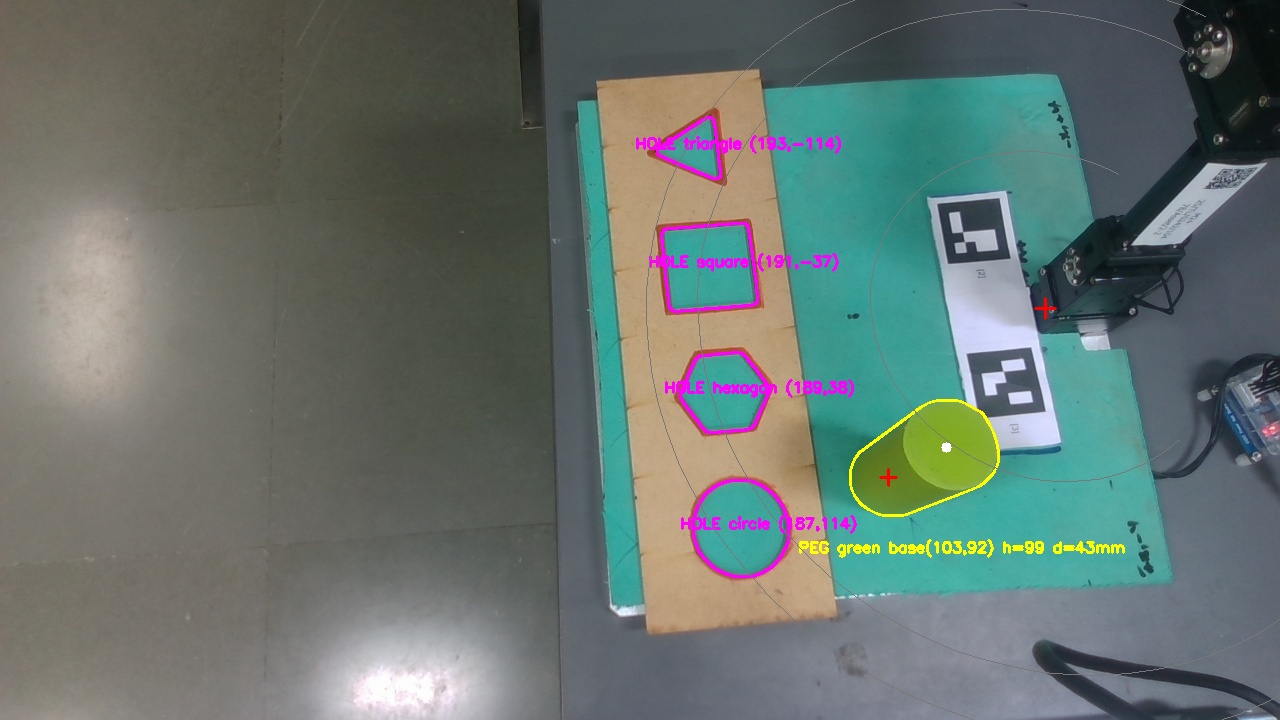 HOLE triangle (193,-114)
HOLE square (191,-37)
HOLE hexagon (189,38)
HOLE circle (187,114)
PEG green base(103,92) h=99 d=43mm